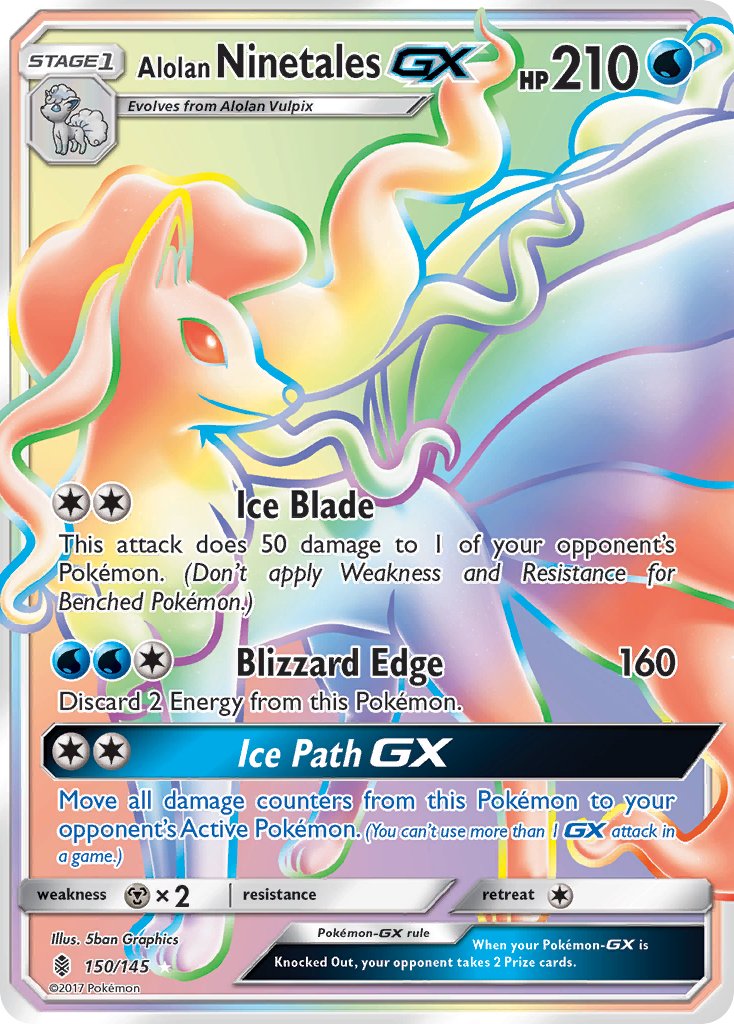 STAGE 1
Alolan Ninetales GX
HP 210
Evolves from Alolan Vulpix
Ice Blade
This attack does 50 damage to 1 of your opponent's
Pokémon. (Don't apply Weakness and Resistance for
Benched Pokémon.)
Blizzard Edge 160
Discard 2 Energy from this Pokémon.
Ice Path GX
Move all damage counters from this Pokémon to your
opponent's Active Pokémon. (You can't use more than 1 GX attack in
a game.)
weakness × 2 resistance retreat
Illus. 5ban Graphics
150/145
©2017 Pokémon
Pokémon-GX rule
When your Pokémon-GX is
Knocked Out, your opponent takes 2 Prize cards.